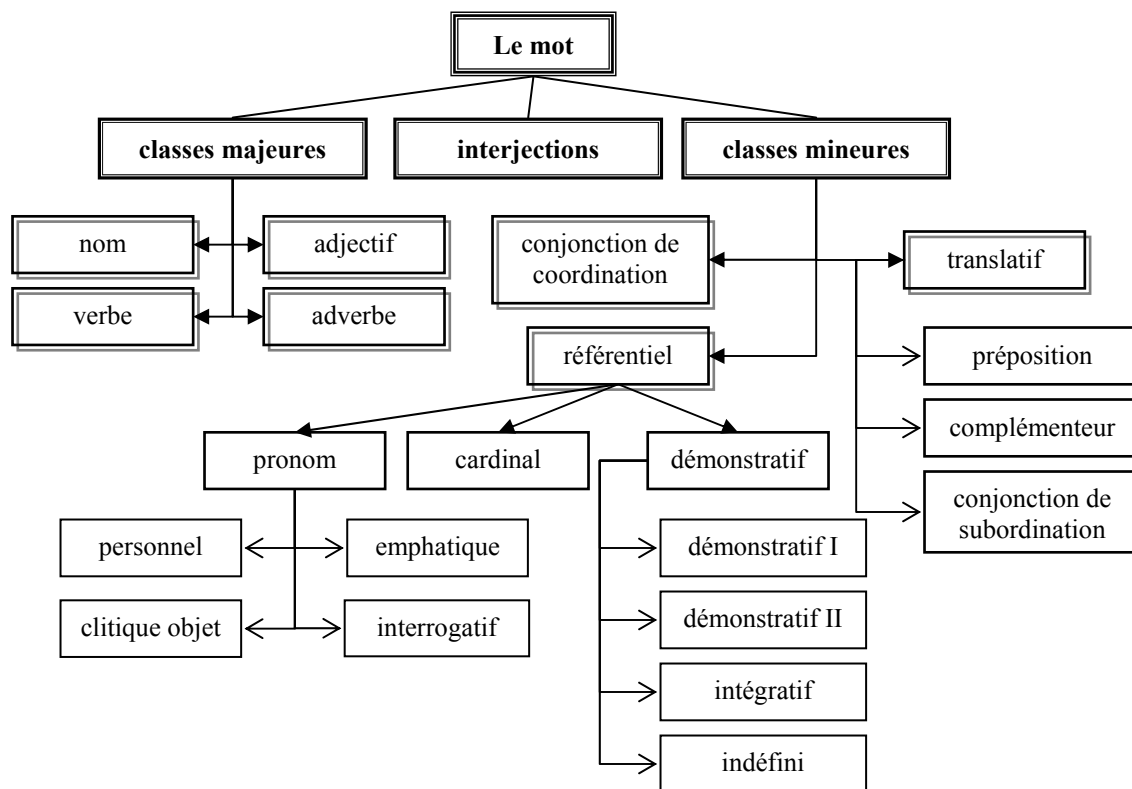 Le mot
classes majeures
interjections
classes mineures
nom
adjectif
conjonction de
coordination
translatif
verbe
adverbe
référentiel
préposition
complémenteur
pronom
cardinal
démonstratif
conjonction de
subordination
personnel
emphatique
démonstratif I
clitique objet
interrogatif
démonstratif II
intégratif
indéfini